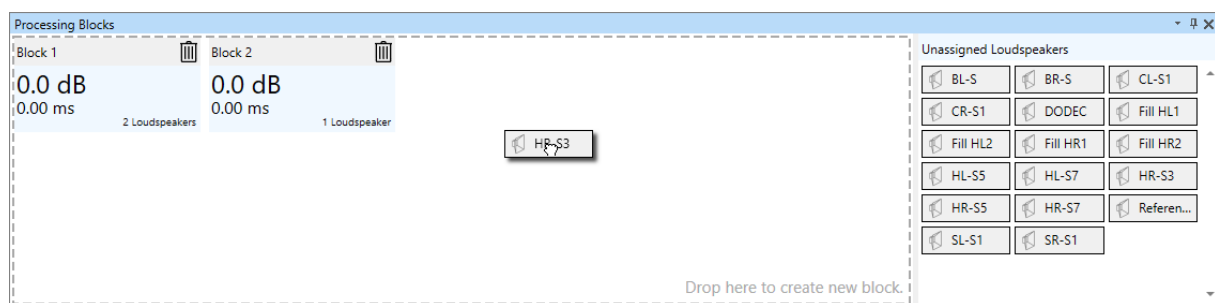 Processing Blocks
Block 1
0.0 dB
0.00 ms
2 Loudspeakers
Block 2
0.0 dB
0.00 ms
1 Loudspeaker
HR-S3
Drop here to create new block.
Unassigned Loudspeakers
BL-S BR-S CL-S1
CR-S1 DODEC Fill HL1
Fill HL2 Fill HR1 Fill HR2
HL-S5 HL-S7 HR-S3
HR-S5 HR-S7 Referen...
SL-S1 SR-S1